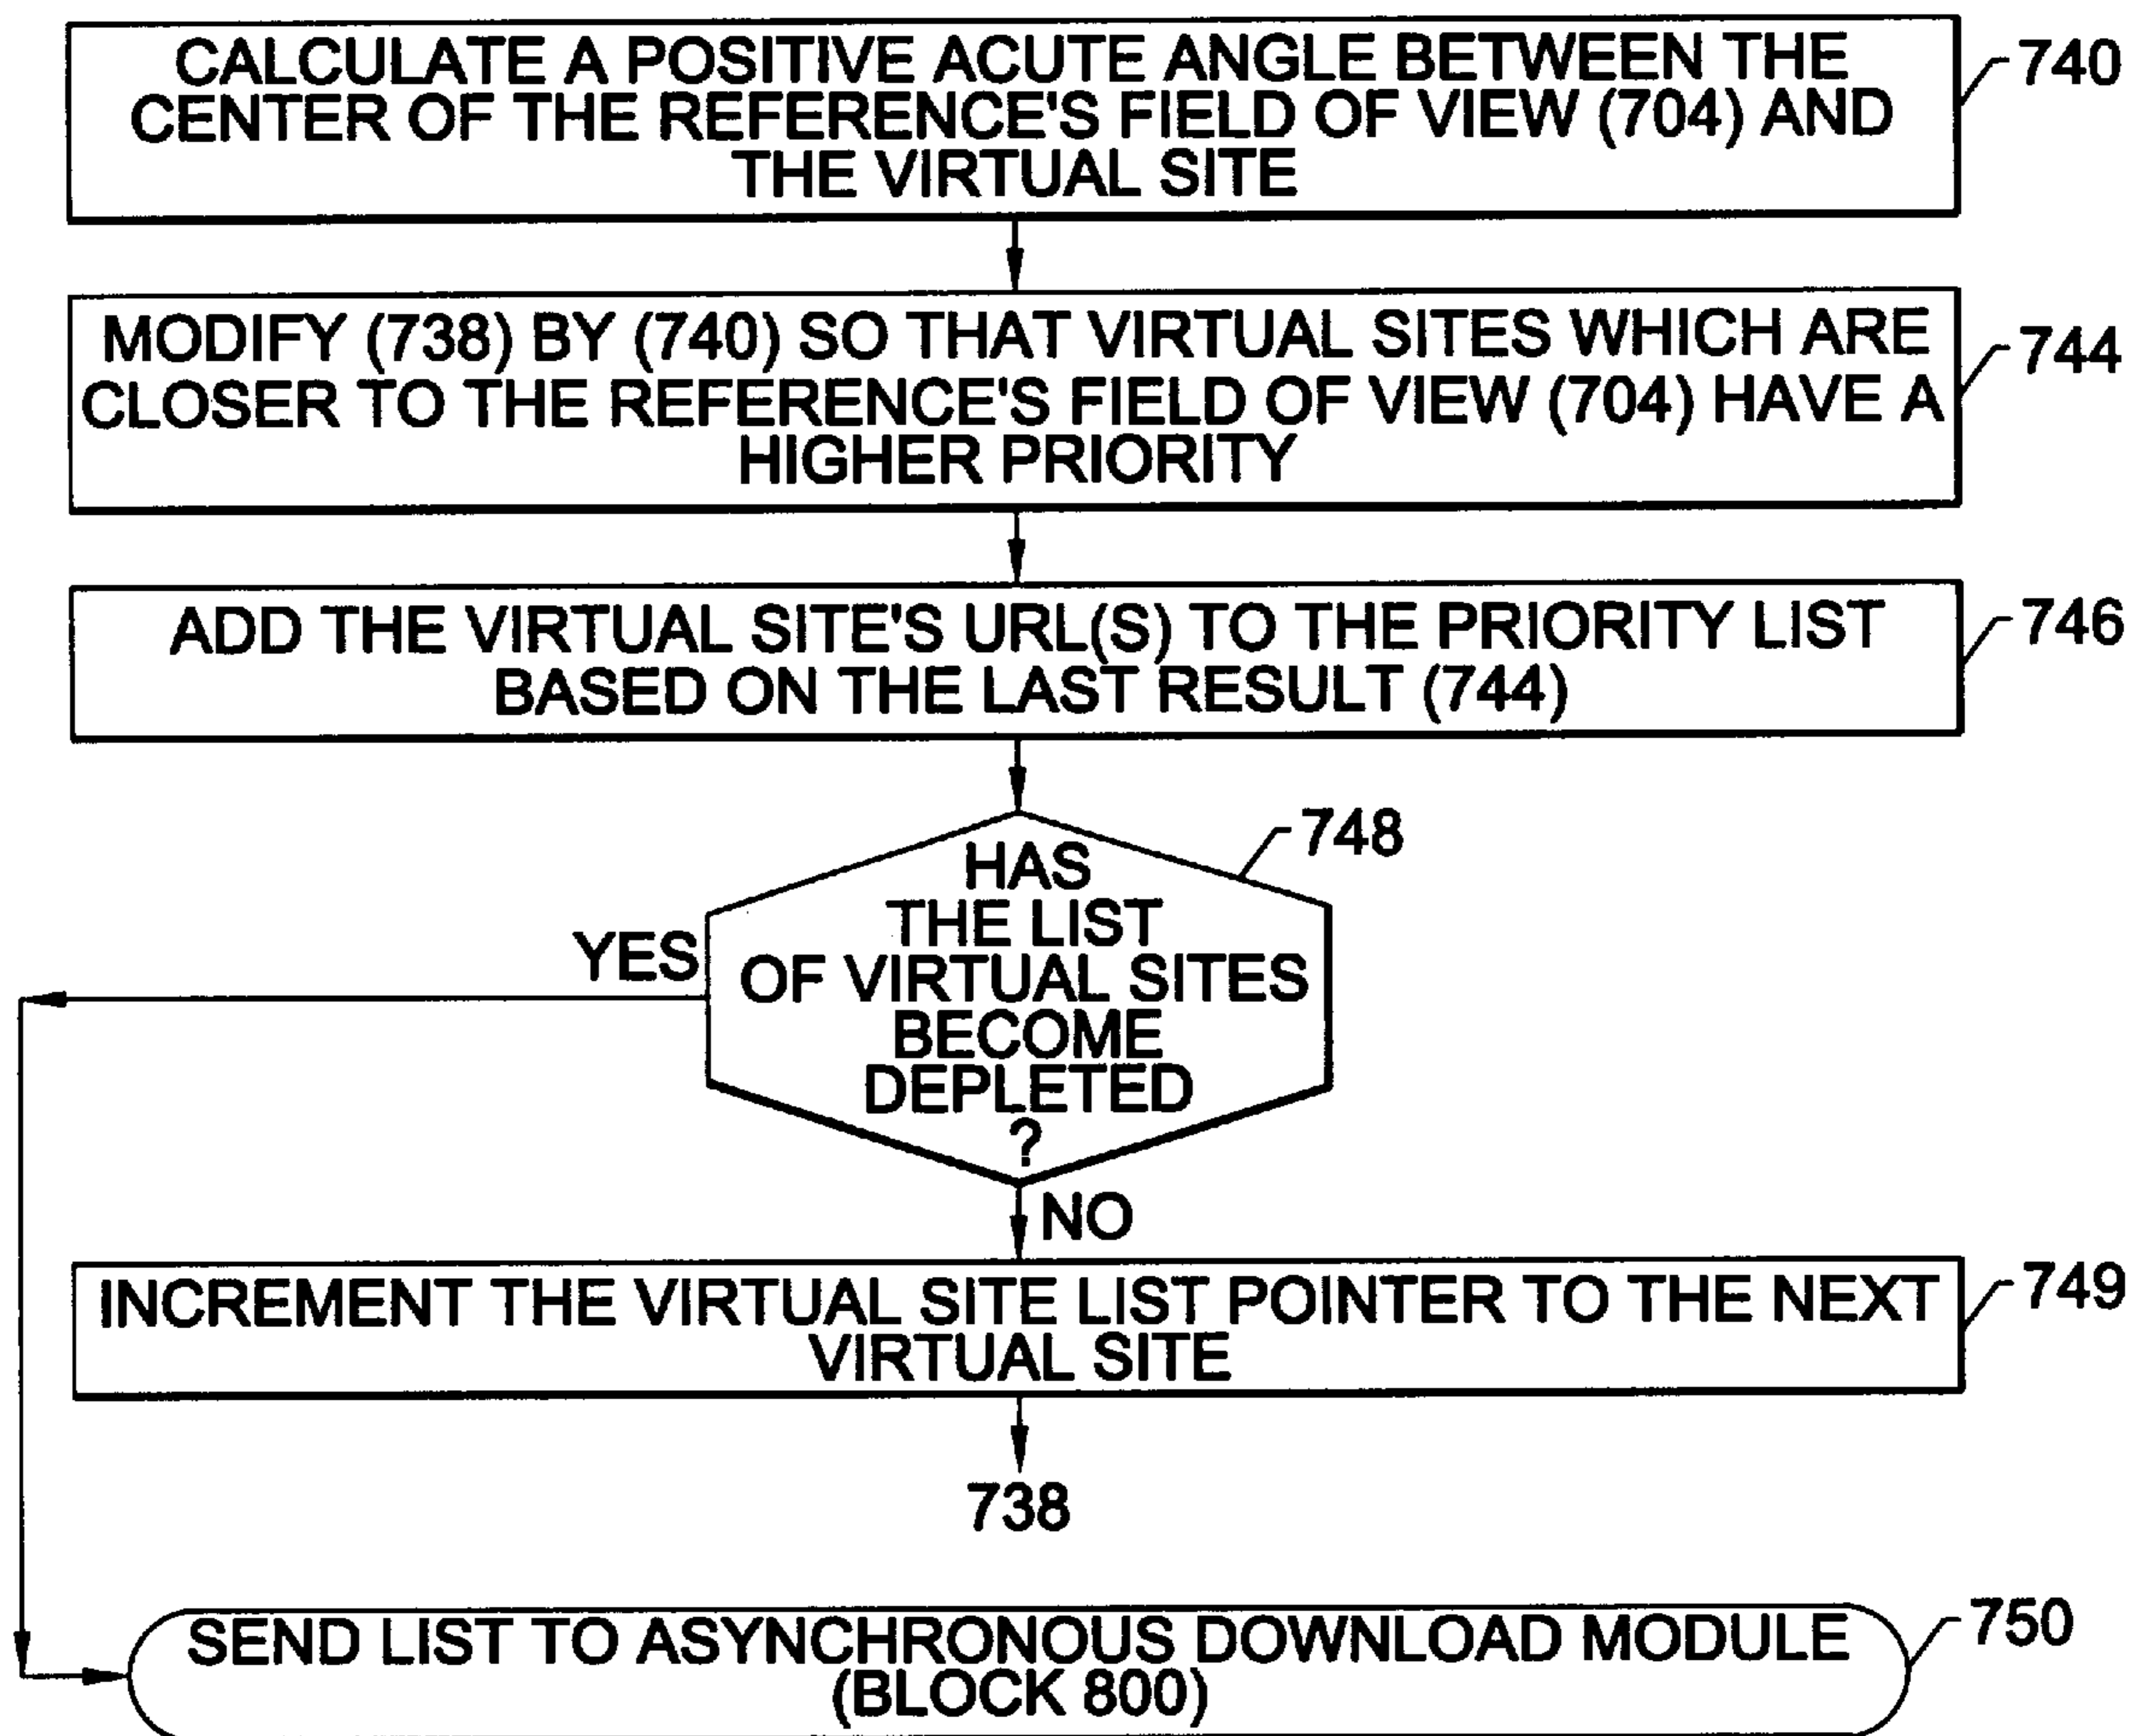 CALCULATE A POSITIVE ACUTE ANGLE BETWEEN THE
CENTER OF THE REFERENCE'S FIELD OF VIEW (704) AND
THE VIRTUAL SITE
740
MODIFY (738) BY (740) SO THAT VIRTUAL SITES WHICH ARE
CLOSER TO THE REFERENCE'S FIELD OF VIEW (704) HAVE A
HIGHER PRIORITY
744
ADD THE VIRTUAL SITE'S URL(S) TO THE PRIORITY LIST
BASED ON THE LAST RESULT (744)
746
HAS
THE LIST
OF VIRTUAL SITES
BECOME
DEPLETED
?
748
YES
NO
INCREMENT THE VIRTUAL SITE LIST POINTER TO THE NEXT
VIRTUAL SITE
749
738
SEND LIST TO ASYNCHRONOUS DOWNLOAD MODULE
(BLOCK 800)
750